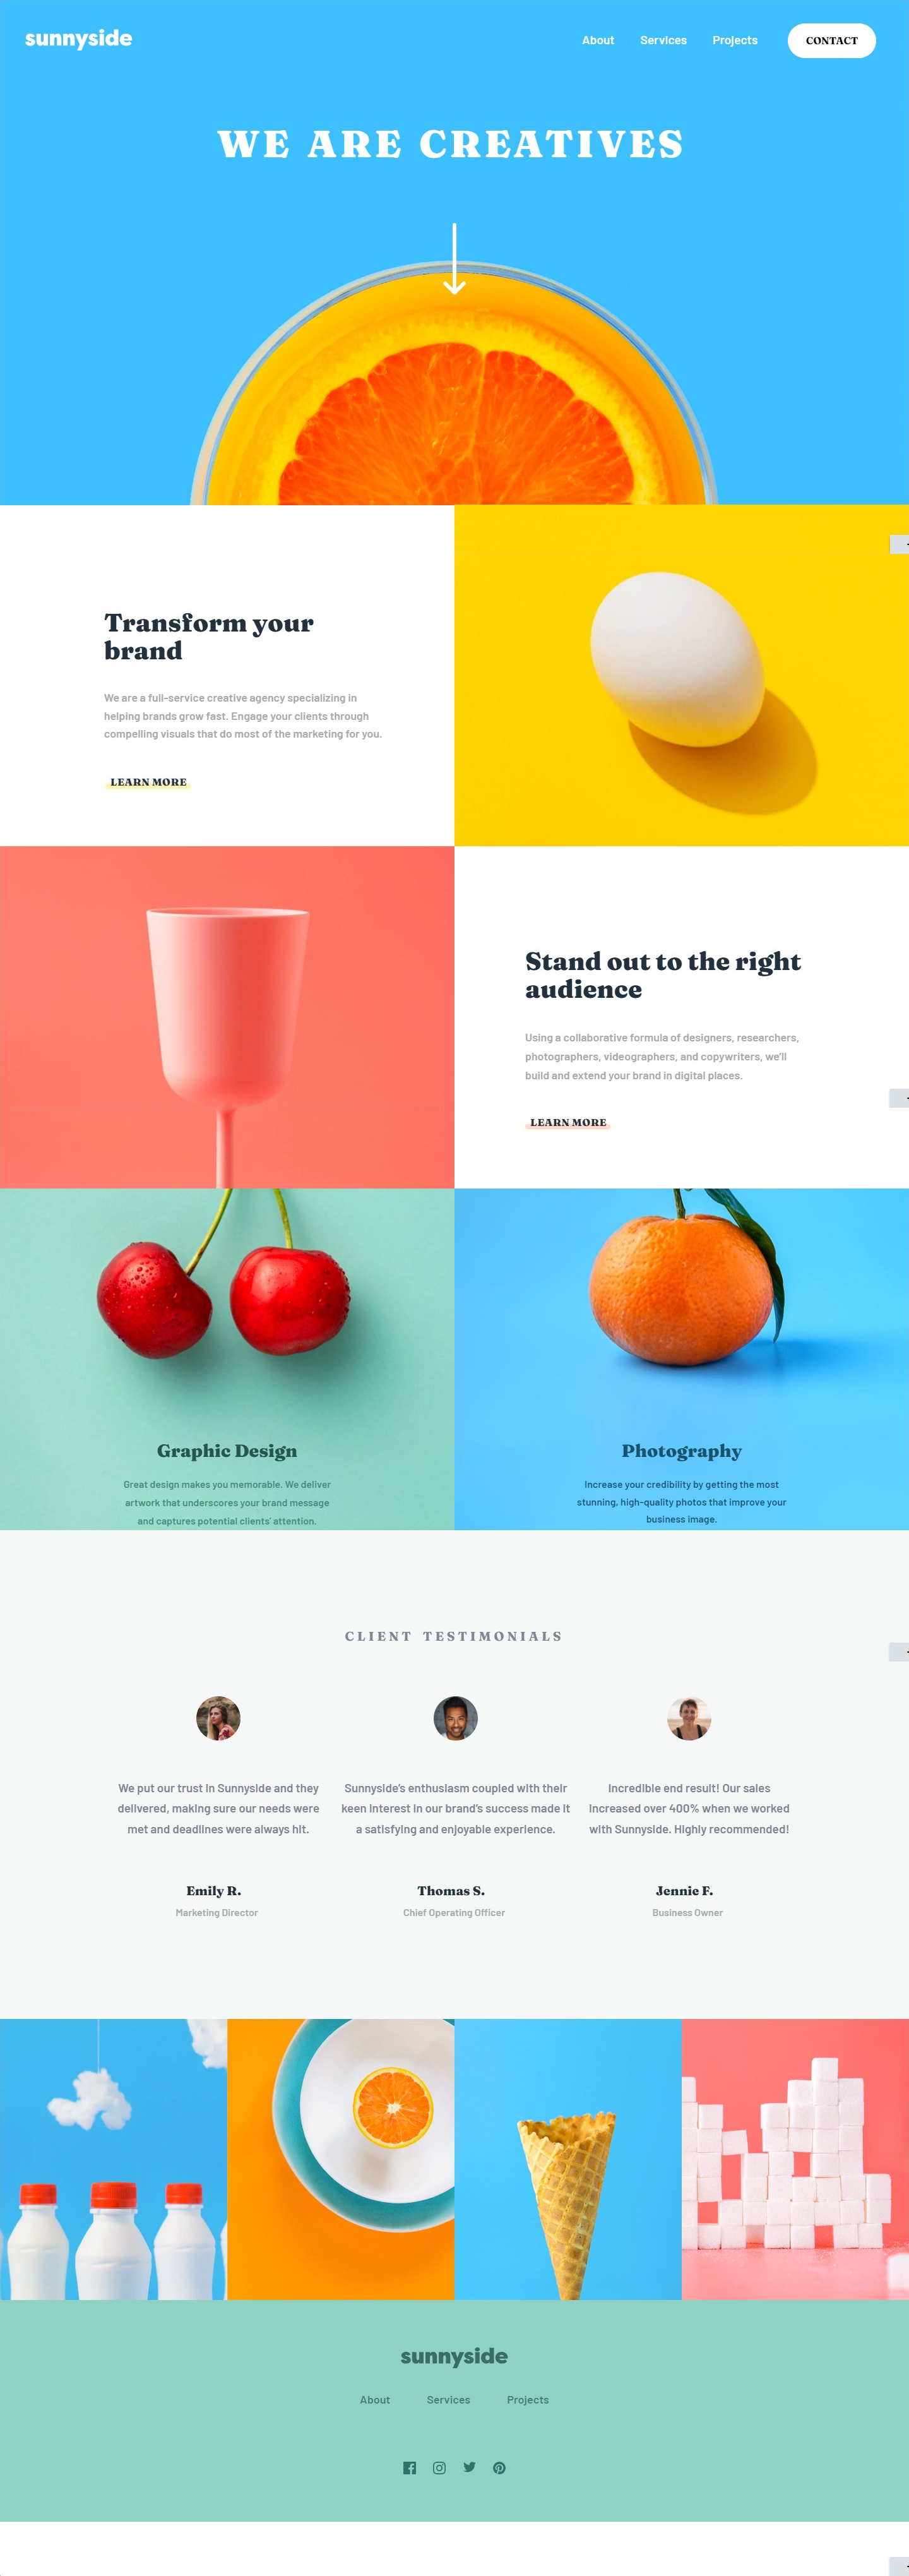 sunnyside
About Services Projects CONTACT
WE ARE CREATIVES
Transform your
brand
We are a full-service creative agency specializing in
helping brands grow fast. Engage your clients through
compelling visuals that do most of the marketing for you.
LEARN MORE
Stand out to the right
audience
Using a collaborative formula of designers, researchers,
photographers, videographers, and copywriters, we'll
build and extend your brand in digital places.
LEARN MORE
Graphic Design
Great design makes you memorable. We deliver
artwork that underscores your brand message
and captures potential clients' attention.
Photography
Increase your credibility by getting the most
stunning, high-quality photos that improve your
business image.
CLIENT TESTIMONIALS
We put our trust in Sunnyside and they
delivered, making sure our needs were
met and deadlines were always hit.
Emily R.
Marketing Director
Sunnyside's enthusiasm coupled with their
keen interest in our brand's success made it
a satisfying and enjoyable experience.
Thomas S.
Chief Operating Officer
Incredible end result! Our sales
increased over 400% when we worked
with Sunnyside. Highly recommended!
Jennie F.
Business Owner
sunnyside
About Services Projects